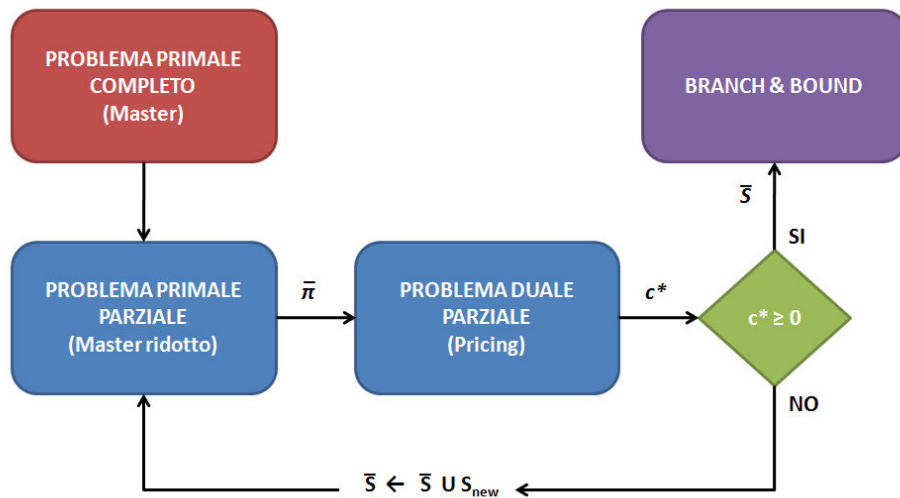 PROBLEMA PRIMALE
COMPLETO
(Master)
BRANCH & BOUND
S̅
SI
PROBLEMA PRIMALE
PARZIALE
(Master ridotto)
π̅
PROBLEMA DUALE
PARZIALE
(Pricing)
c*
c* ≥ 0
NO
S̅ ← S̅ U Snew